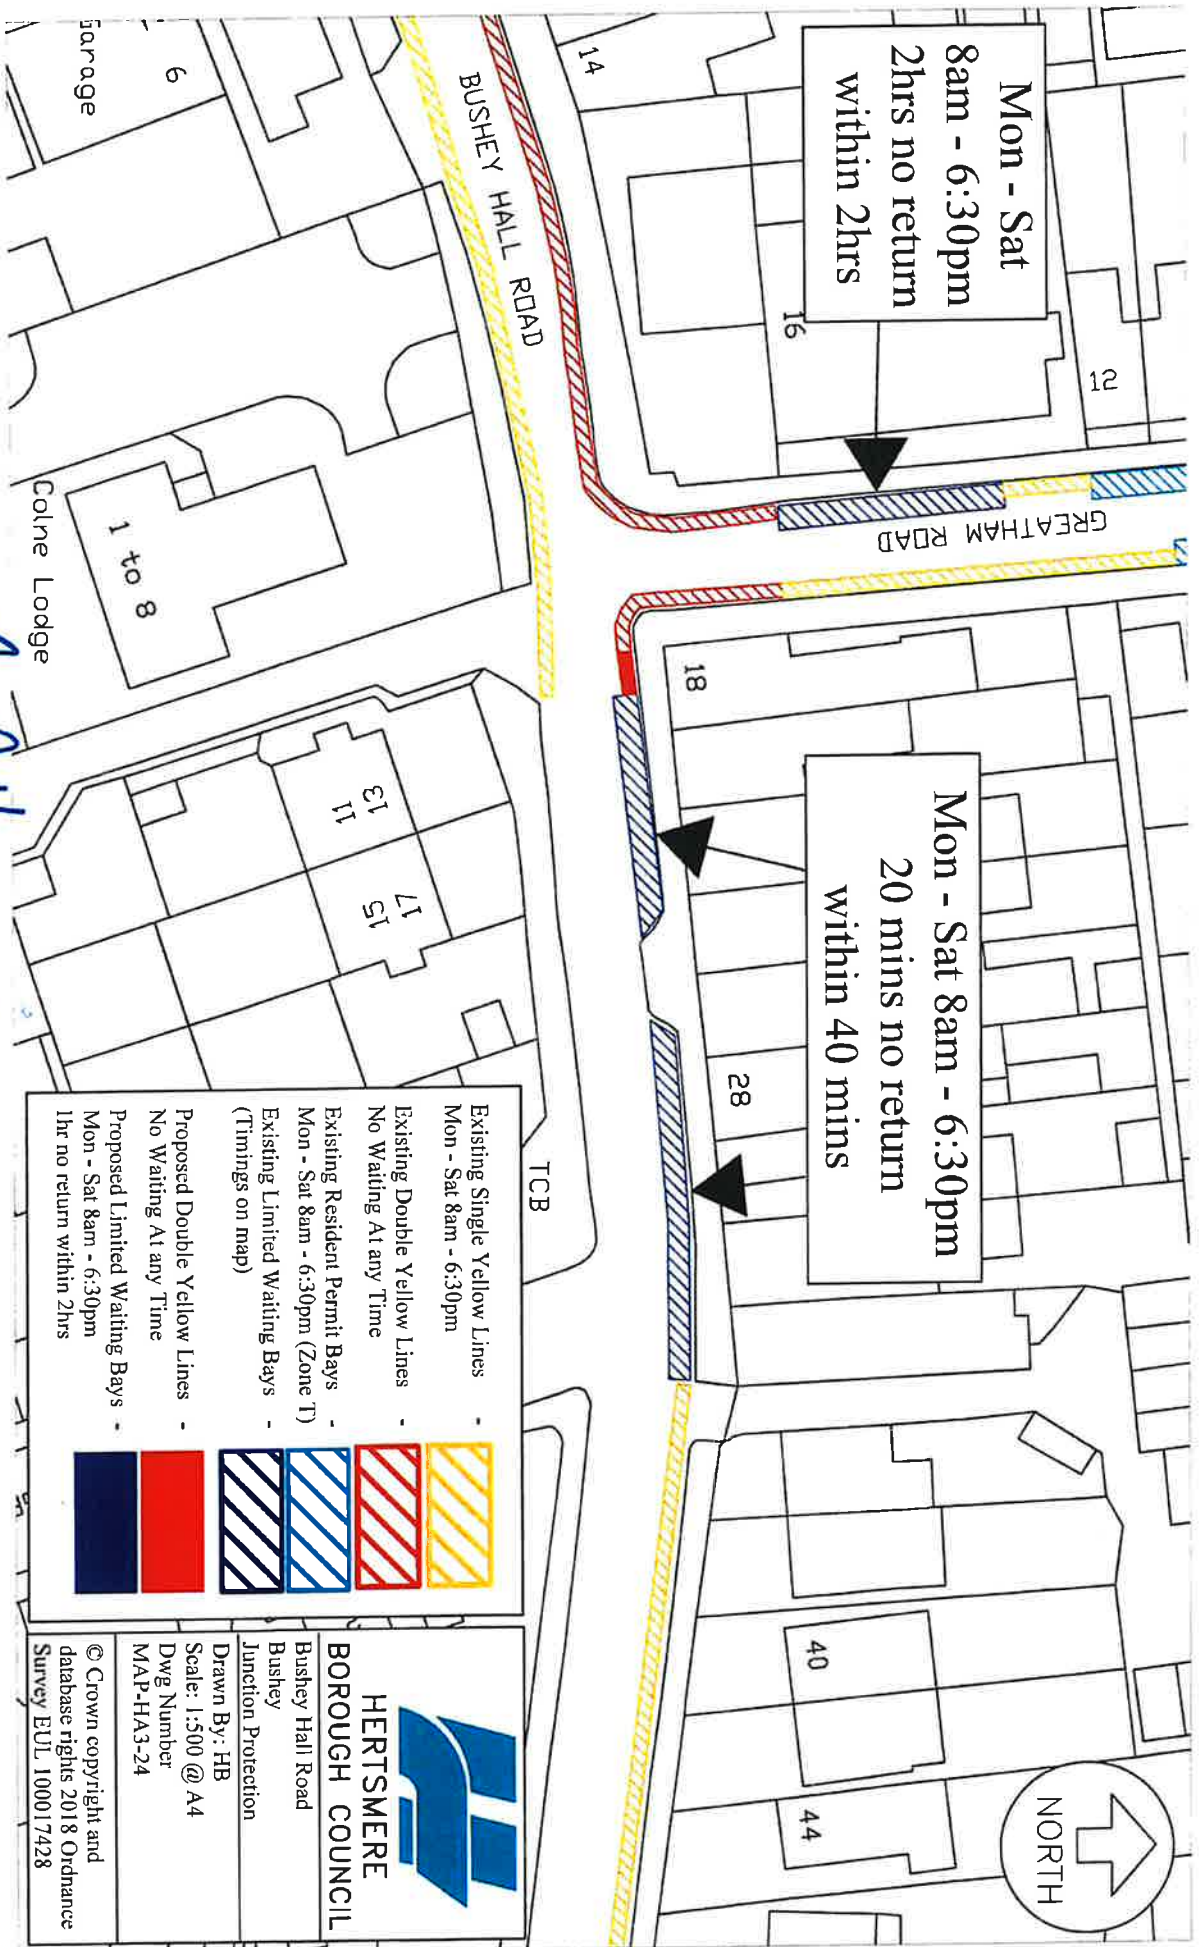 Mon - Sat
8am - 6:30pm
2hrs no return
within 2hrs
Mon - Sat 8am - 6:30pm
20 mins no return
within 40 mins
NORTH
14
16
12
18
28
40
44
BUSHEY HALL ROAD
GREATHAM ROAD
6
Garage
1 to 8
Colne Lodge
13
11
17
15
TCB
Existing Single Yellow Lines -
Mon - Sat 8am - 6:30pm
Existing Double Yellow Lines -
No Waiting At any Time
Existing Resident Permit Bays -
Mon - Sat 8am - 6:30pm (Zone T)
Existing Limited Waiting Bays -
(Timings on map)
Proposed Double Yellow Lines -
No Waiting At any Time
Proposed Limited Waiting Bays -
Mon - Sat 8am - 6:30pm
1hr no return within 2hrs
HERTSMERE
BOROUGH COUNCIL
Bushey Hall Road
Bushey
Junction Protection
Drawn By: HB
Scale: 1:500 @ A4
Dwg Number
MAP-HA3-24
© Crown copyright and
database rights 2018 Ordnance
Survey EUL 100017428